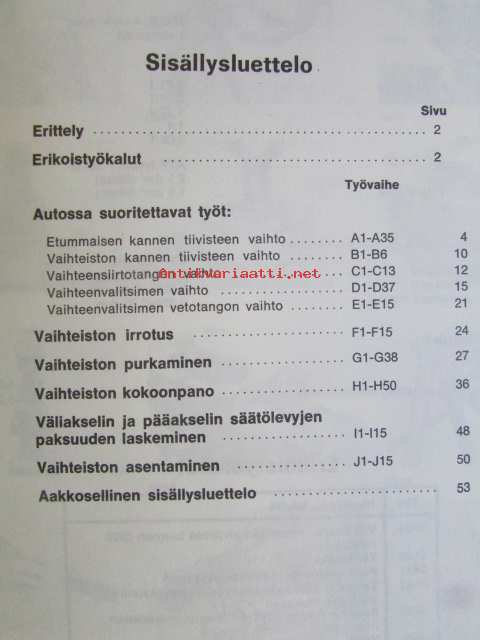 Sisällysluettelo
Sivu
Erittely 2
Erikoistyökalut 2
Työvaihe
Autossa suoritettavat työt:
Etummaisen kannen tiivisteen vaihto A1-A35 4
Vaihteiston kannen tiivisteen vaihto B1-B6 10
Vaihteensiirtotangon vaihto C1-C13 12
Antikvariaatti.net
Vaihteenvalitsimen vaihto D1-D37 15
Vaihteenvalitsimen vetotangon vaihto E1-E15 21
Vaihteiston irrotus F1-F15 24
Vaihteiston purkaminen G1-G38 27
Vaihteiston kokoonpano H1-H50 36
Väliakselin ja pääakselin säätölevyjen
paksuuden laskeminen I1-I15 48
Vaihteiston asentaminen J1-J15 50
Aakkosellinen sisällysluettelo 53